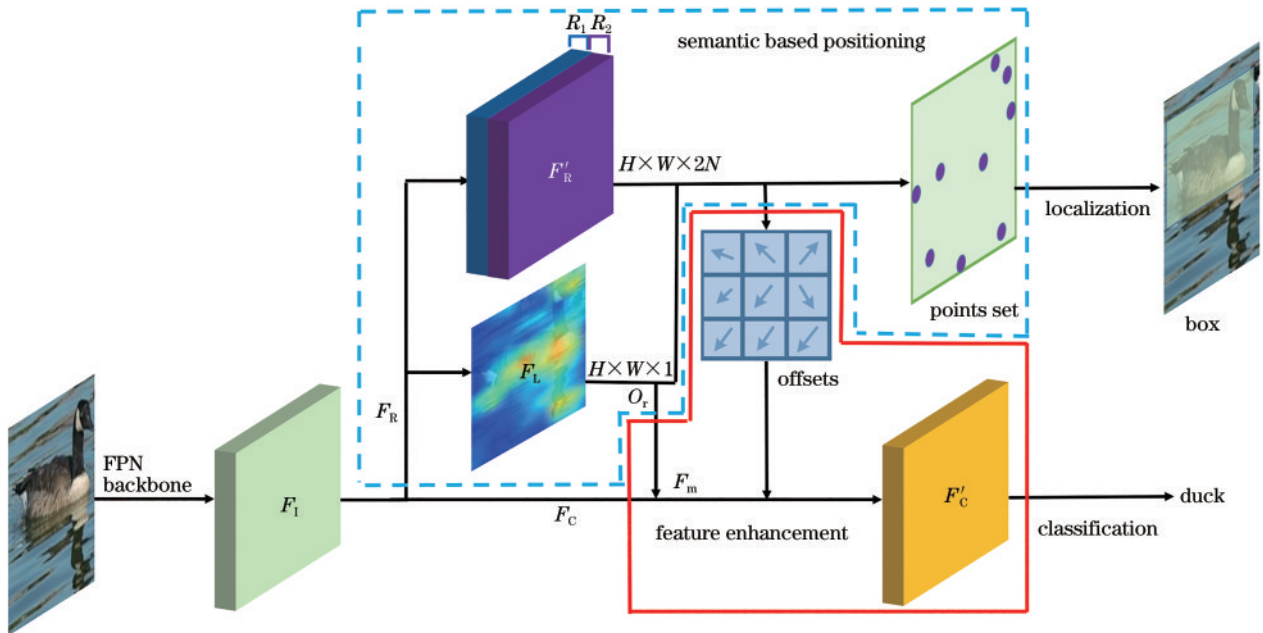 R₁ R₂
semantic based positioning
F′R
H×W×2N
localization
points set
box
FL
H×W×1
Or
offsets
FR
FPN
backbone
FI
FC
Fm
feature enhancement
F′C
classification
duck